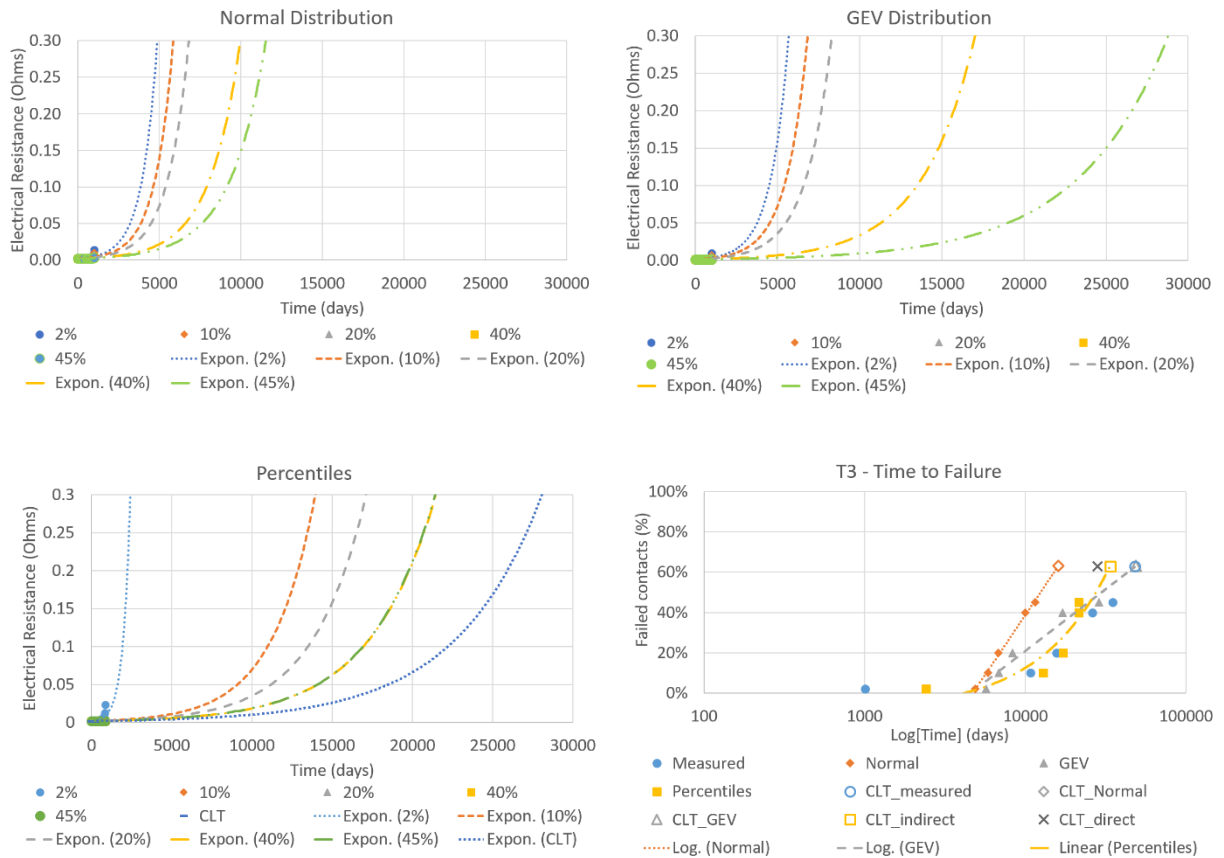 Normal Distribution
Electrical Resistance (Ohms)
0.30
0.25
0.20
0.15
0.10
0.05
0.00
0 5000 10000 15000 20000 25000 30000
Time (days)
2% 10% 20% 40%
45% Expon. (2%) Expon. (10%) Expon. (20%)
Expon. (40%) Expon. (45%)
GEV Distribution
Electrical Resistance (Ohms)
0.30
0.25
0.20
0.15
0.10
0.05
0.00
0 5000 10000 15000 20000 25000 30000
Time (days)
2% 10% 20% 40%
45% Expon. (2%) Expon. (10%) Expon. (20%)
Expon. (40%) Expon. (45%)
Percentiles
Electrical Resistance (Ohms)
0.3
0.25
0.2
0.15
0.1
0.05
0
0 5000 10000 15000 20000 25000 30000
Time (days)
2% 10% 20% 40%
45% CLT Expon. (2%) Expon. (10%)
Expon. (20%) Expon. (40%) Expon. (45%) Expon. (CLT)
T3 - Time to Failure
Failed contacts (%)
100%
80%
60%
40%
20%
0%
100 1000 10000 100000
Log[Time] (days)
Measured Normal GEV
Percentiles CLT_measured CLT_Normal
CLT_GEV CLT_indirect CLT_direct
Log. (Normal) Log. (GEV) Linear (Percentiles)